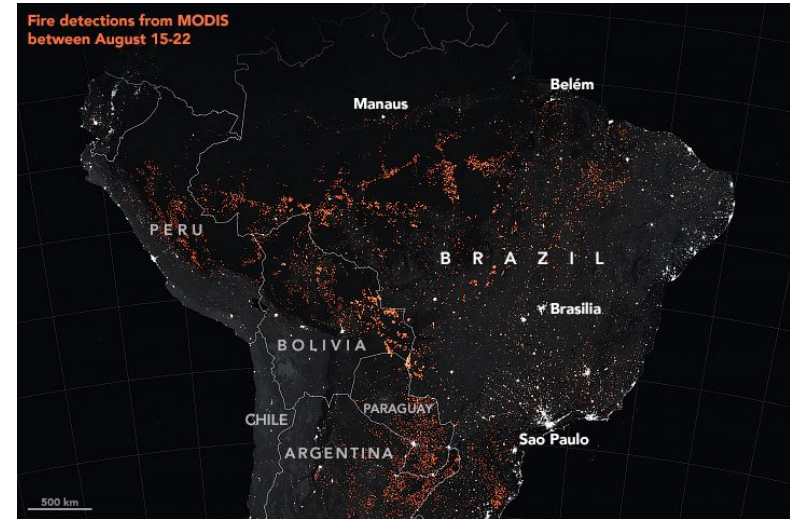 Fire detections from MODIS
between August 15-22
Belém
Manaus
PERU
BRAZIL
Brasilia
BOLIVIA
PARAGUAY
CHILE
Sao Paulo
ARGENTINA
500 km